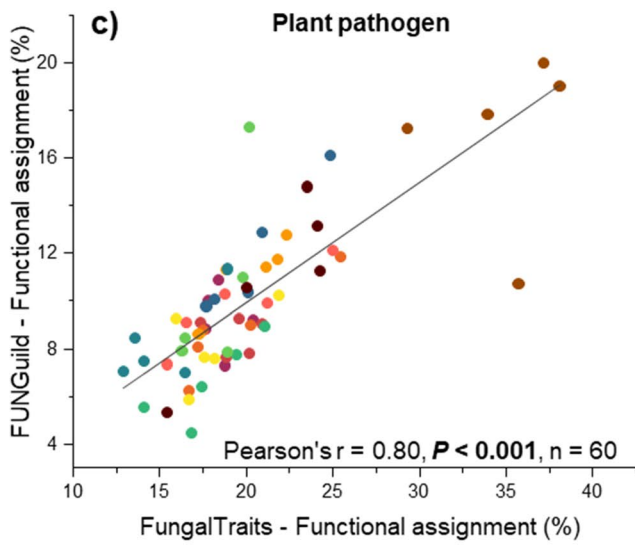 c)
Plant pathogen
FUNGuild - Functional assignment (%)
20
16
12
8
4
Pearson's r = 0.80, P < 0.001, n = 60
10 15 20 25 30 35 40
FungalTraits - Functional assignment (%)